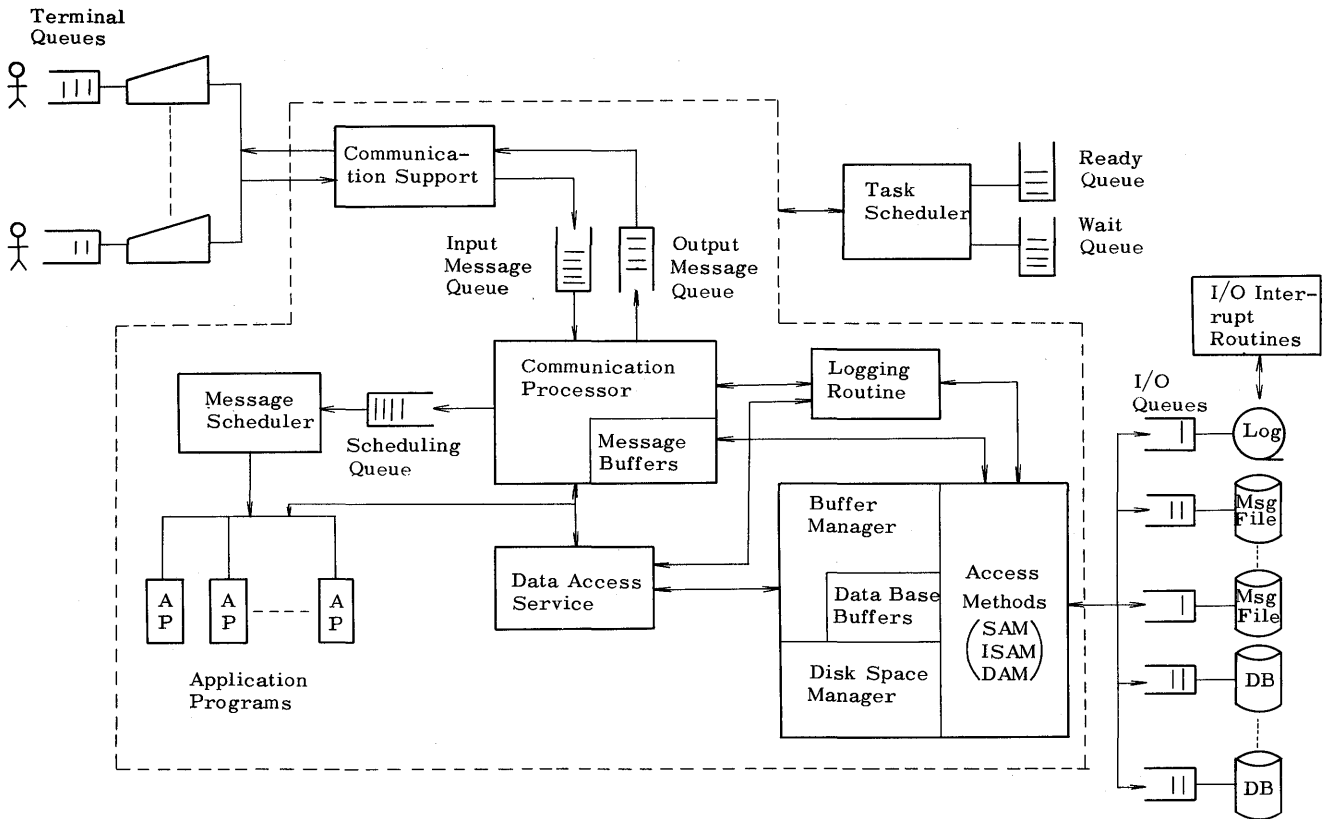 Terminal
Queues
Communica-
tion Support
Input
Message
Queue
Output
Message
Queue
Task
Scheduler
Ready
Queue
Wait
Queue
I/O Inter-
rupt
Routines
I/O
Queues
Log
Msg
File
Msg
File
DB
DB
Message
Scheduler
Scheduling
Queue
Communication
Processor
Message
Buffers
Logging
Routine
A
P
A
P
A
P
Application
Programs
Data Access
Service
Buffer
Manager
Data Base
Buffers
Disk Space
Manager
Access
Methods
(SAM
ISAM
DAM)